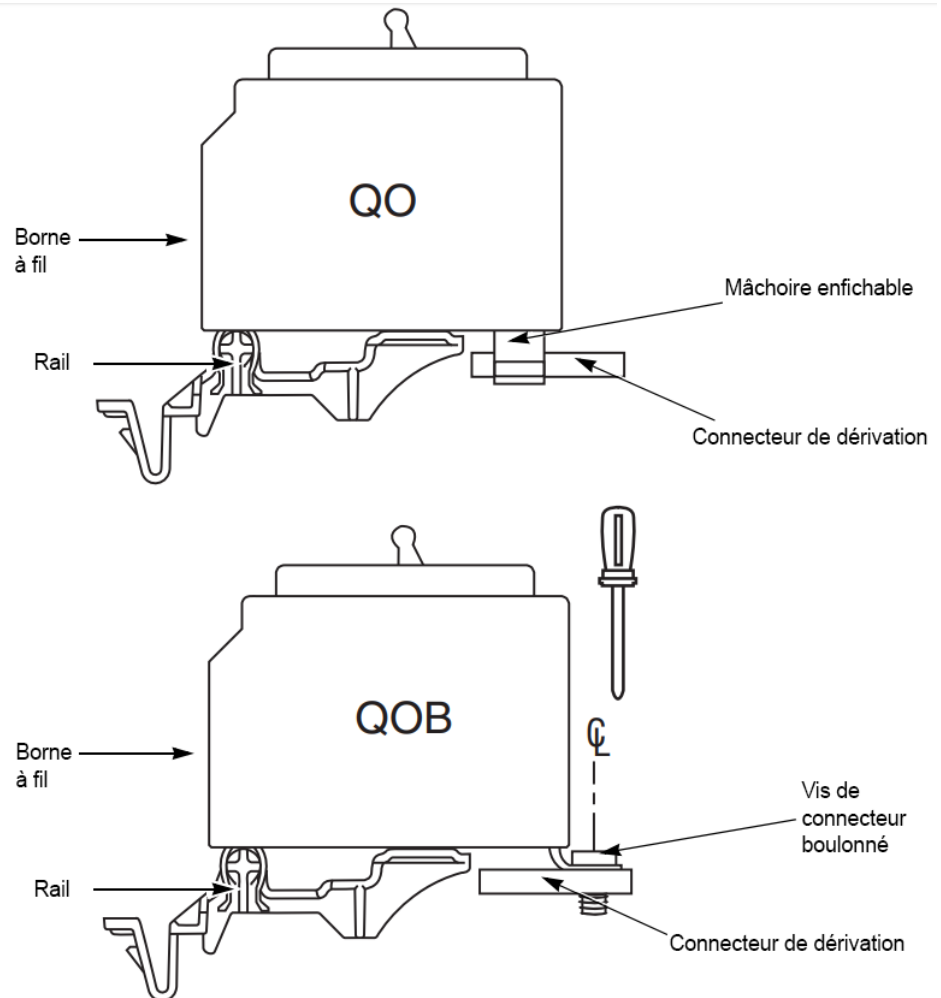 QO
Borne
à fil
Mâchoire enfichable
Rail
Connecteur de dérivation
QOB
℄
Borne
à fil
Vis de
connecteur
boulonné
Rail
Connecteur de dérivation